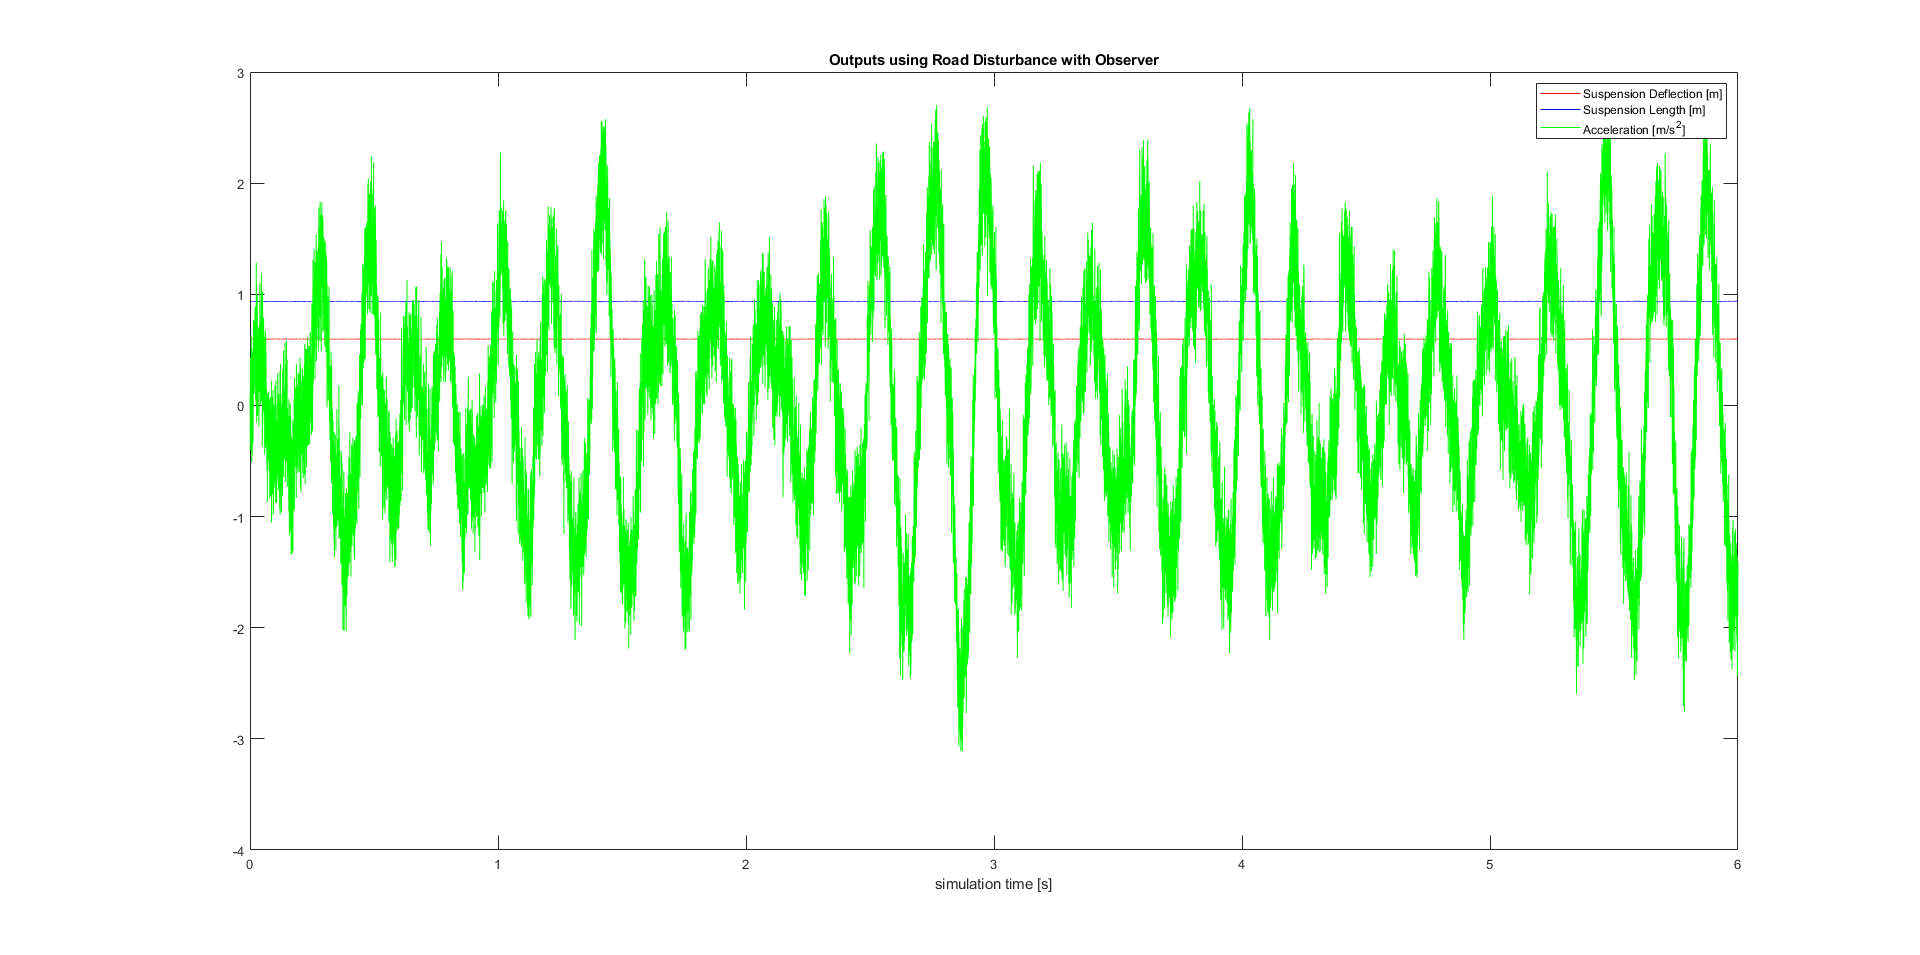 Outputs using Road Disturbance with Observer
3
Suspension Deflection [m]
Suspension Length [m]
Acceleration [m/s²]
2
1
0
-1
-2
-3
-4
0 1 2 3 4 5 6
simulation time [s]